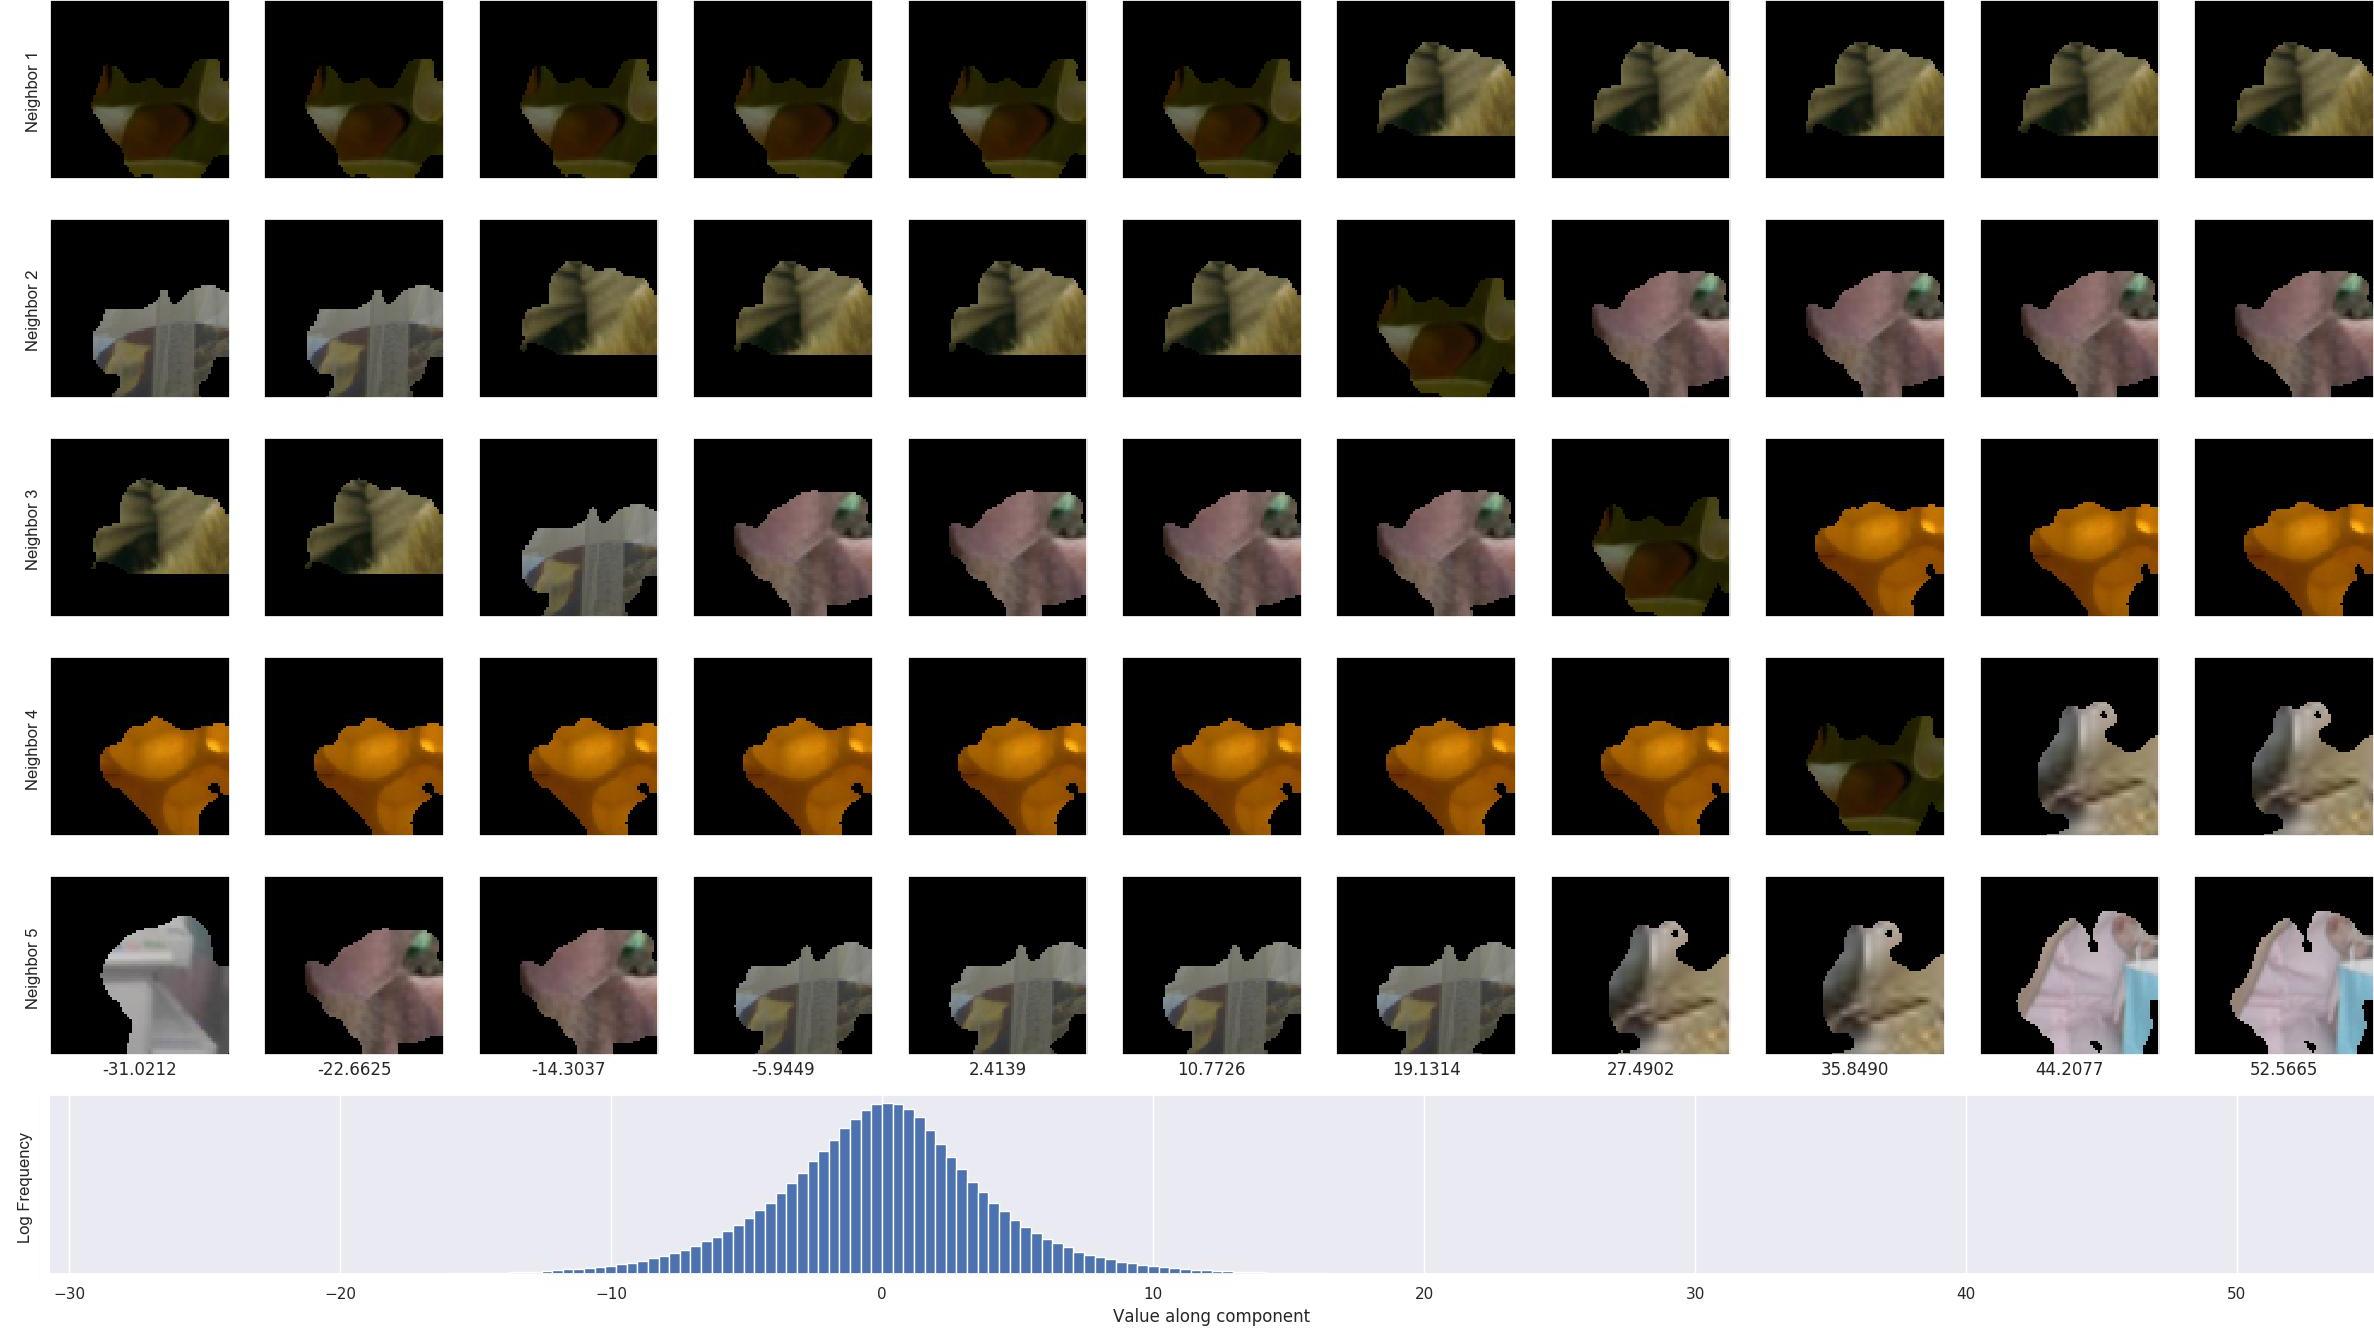 Neighbor 1
Neighbor 2
Neighbor 3
Neighbor 4
Neighbor 5
-31.0212 -22.6625 -14.3037 -5.9449 2.4139 10.7726 19.1314 27.4902 35.8490 44.2077 52.5665
Log Frequency
−30 −20 −10 0 10 20 30 40 50
Value along component